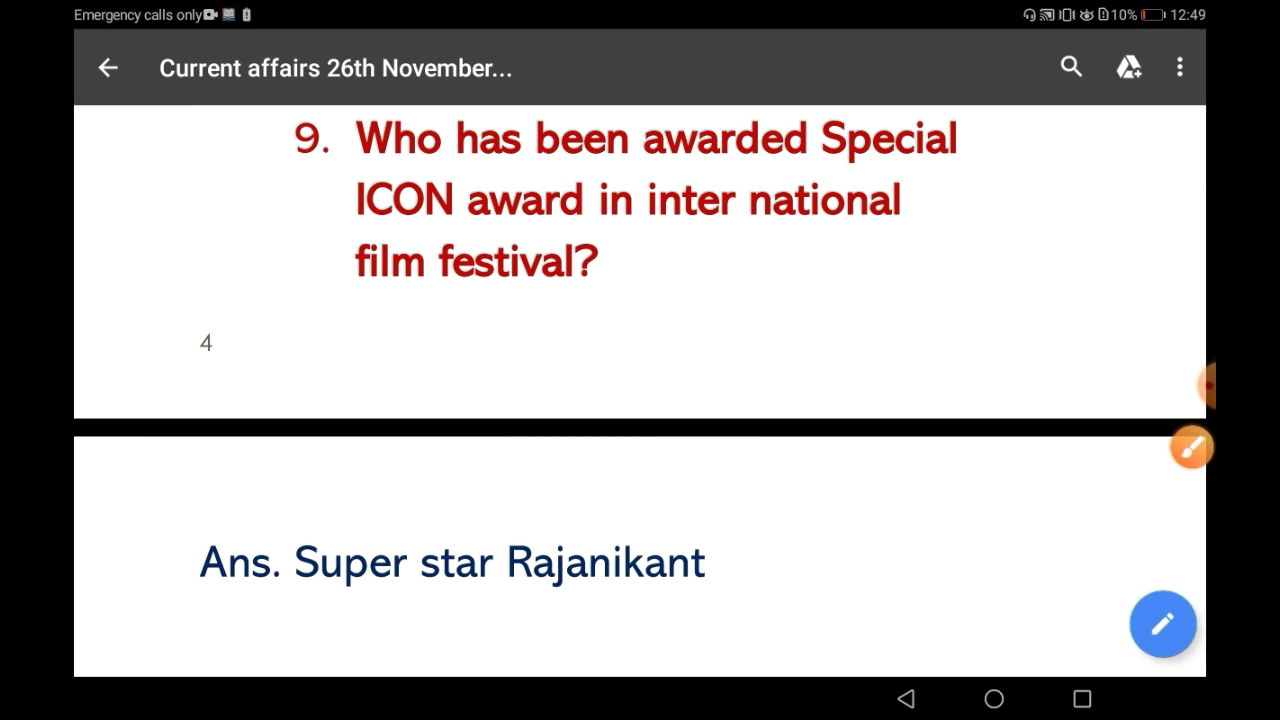 Emergency calls only
10% 12:49
Current affairs 26th November...
9. Who has been awarded Special
ICON award in inter national
film festival?
4
Ans. Super star Rajanikant